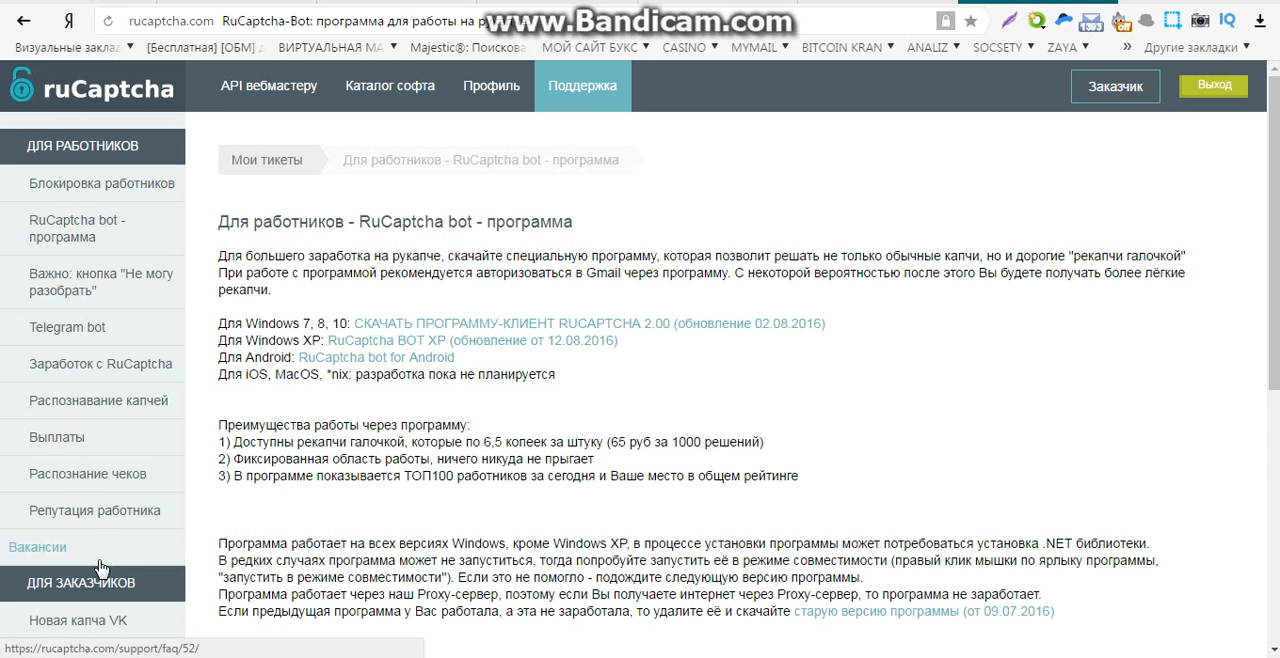 Я
rucaptcha.com RuCaptcha-Bot: программа для работы на
www.Bandicam.com
1393
off
IQ
Визуальные заклад
[Бесплатная] [ОБМ]
ВИРТУАЛЬНАЯ МА
Majestic®: Поискова
МОЙ САЙТ БУКС
CASINO
MYMAIL
BITCOIN KRAN
ANALIZ
SOCSETY
ZAYA
»
Другие закладки
ruCaptcha
API вебмастеру
Каталог софта
Профиль
Поддержка
Заказчик
Выход
ДЛЯ РАБОТНИКОВ
Блокировка работников
RuCaptcha bot -
программа
Важно: кнопка "Не могу
разобрать"
Telegram bot
Заработок с RuCaptcha
Распознавание капчей
Выплаты
Распознание чеков
Репутация работника
Вакансии
ДЛЯ ЗАКАЗЧИКОВ
Новая капча VK
https://rucaptcha.com/support/faq/52/
Мои тикеты
Для работников - RuCaptcha bot - программа
Для работников - RuCaptcha bot - программа
Для большего заработка на рукапче, скачайте специальную программу, которая позволит решать не только обычные капчи, но и дорогие "рекапчи галочкой"
При работе с программой рекомендуется авторизоваться в Gmail через программу. С некоторой вероятностью после этого Вы будете получать более лёгкие
рекапчи.
Для Windows 7, 8, 10: СКАЧАТЬ ПРОГРАММУ-КЛИЕНТ RUCAPTCHA 2.00 (обновление 02.08.2016)
Для Windows XP: RuCaptcha BOT XP (обновление от 12.08.2016)
Для Android: RuCaptcha bot for Android
Для iOS, MacOS, *nix: разработка пока не планируется
Преимущества работы через программу:
1) Доступны рекапчи галочкой, которые по 6,5 копеек за штуку (65 руб за 1000 решений)
2) Фиксированная область работы, ничего никуда не прыгает
3) В программе показывается ТОП100 работников за сегодня и Ваше место в общем рейтинге
Программа работает на всех версиях Windows, кроме Windows XP, в процессе установки программы может потребоваться установка .NET библиотеки.
В редких случаях программа может не запуститься, тогда попробуйте запустить её в режиме совместимости (правый клик мышки по ярлыку программы,
"запустить в режиме совместимости"). Если это не помогло - подождите следующую версию программы.
Программа работает через наш Proxy-сервер, поэтому если Вы получаете интернет через Proxy-сервер, то программа не заработает.
Если предыдущая программа у Вас работала, а эта не заработала, то удалите её и скачайте старую версию программы (от 09.07.2016)